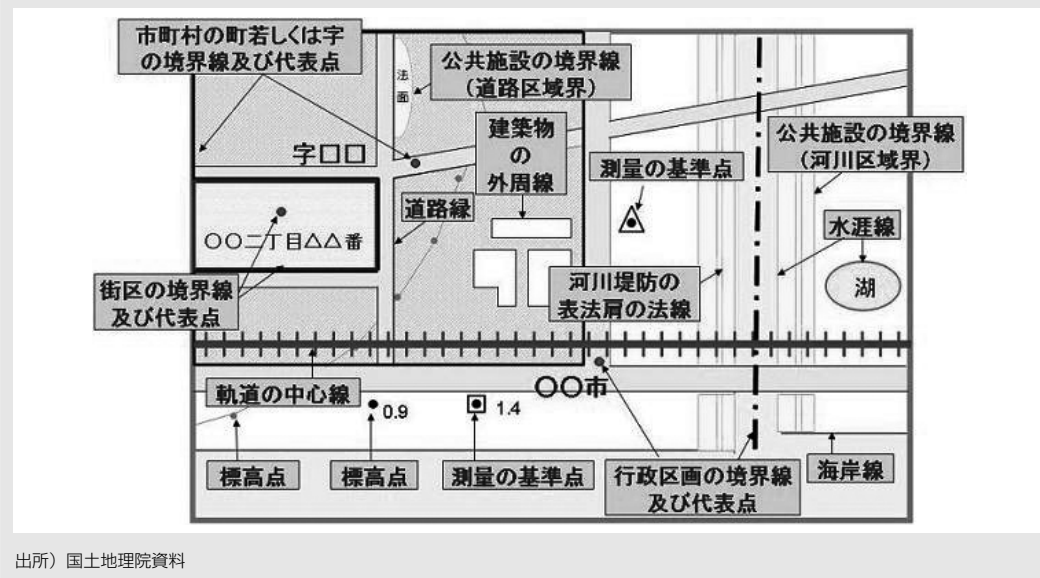 市町村の町若しくは字
の境界線及び代表点
法
面
公共施設の境界線
(道路区域界)
建築物
の
外周線
字□□
測量の基準点
公共施設の境界線
(河川区域界)
道路縁
〇〇二丁目△△番
水涯線
街区の境界線
及び代表点
河川堤防の
表法肩の法線
湖
軌道の中心線
〇〇市
0.9
1.4
標高点
標高点
測量の基準点
行政区画の境界線
及び代表点
海岸線
出所）国土地理院資料